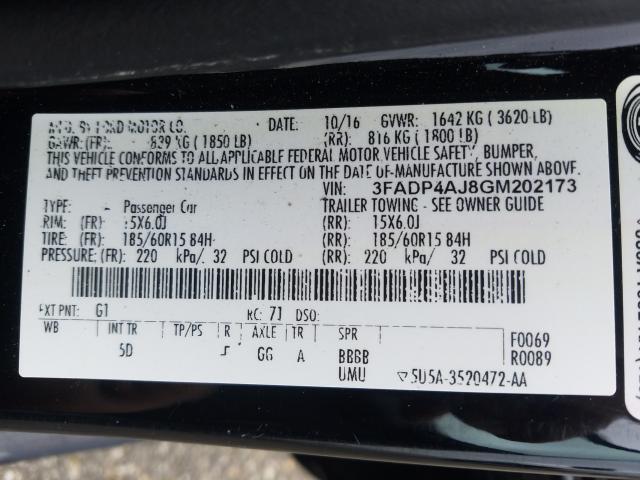 MFG. BY FORD MOTOR CO. DATE: 10/16 GVWR: 1642 KG ( 3620 LB)
GAWR: (FR): 839 KG ( 1850 LB) (RR): 816 KG ( 1800 LB)
THIS VEHICLE CONFORMS TO ALL APPLICABLE FEDERAL MOTOR VEHICLE SAFETY, BUMPER,
AND THEFT PREVENTION STANDARDS IN EFFECT ON THE DATE OF MANUFACTURE SHOWN ABOVE.
VIN: 3FADP4AJ8GM202173
TYPE: - Passenger Car TRAILER TOWING - SEE OWNER GUIDE
RIM: (FR): 15X6.0J (RR): 15X6.0J
TIRE: (FR): 185/60R15 84H (RR): 185/60R15 84H
PRESSURE: (FR): 220 kPa/ 32 PSI COLD (RR): 220 kPa/ 32 PSI COLD
EXT PNT: G1 RC: 71 DSO:
WB INT TR TP/PS R AXLE TR SPR F0069
5D GG A BBBB R0089
UMU 5U5A-3520472-AA